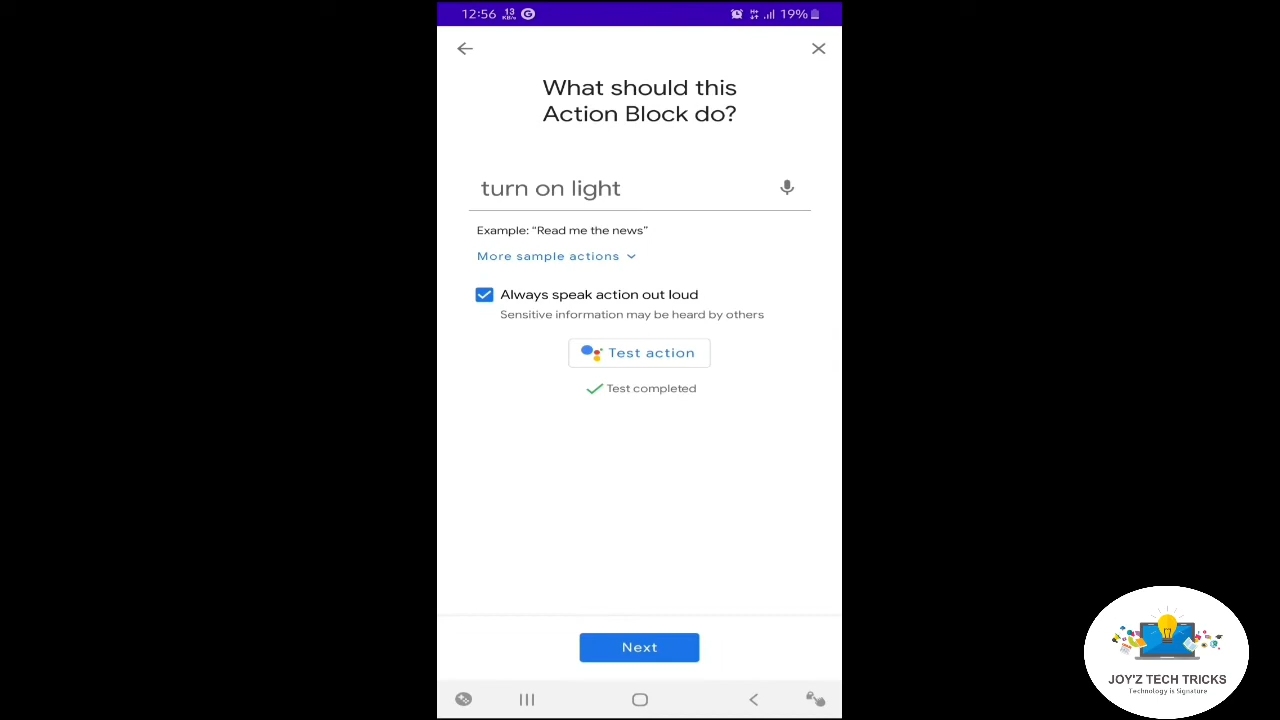 12:56 13 KB/s G 19%
What should this
Action Block do?
turn on light
Example: "Read me the news"
More sample actions
Always speak action out loud
Sensitive information may be heard by others
Test action
Test completed
Next
JOY'Z TECH TRICKS
Technology is Signature